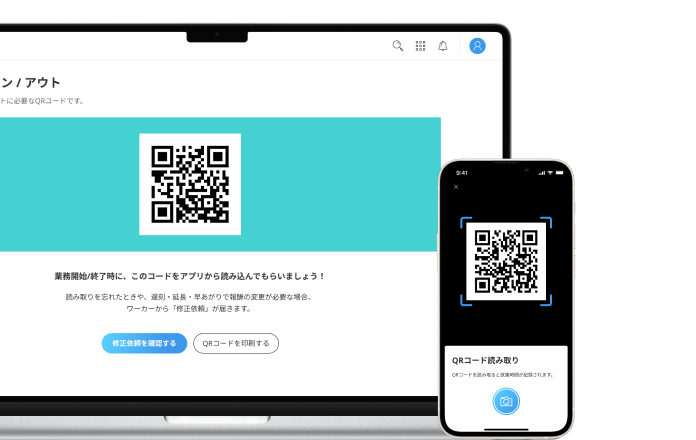 ン / アウト
トに必要なQRコードです。
業務開始/終了時に、このコードをアプリから読み込んでもらいましょう！
読み取りを忘れたときや、遅刻・延長・早あがりで報酬の変更が必要な場合、
ワーカーから「修正依頼」が届きます。
修正依頼を確認する
QRコードを印刷する
9:41
QRコード読み取り
QRコードを読み取ると就業時間が記録されます。